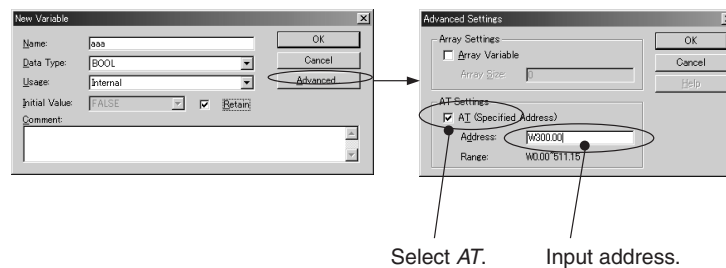 New Variable
Name: aaa
OK
Data Type: BOOL
Cancel
Usage: Internal
Advanced
Initial Value: FALSE
Retain
Comment:
Advanced Settings
Array Settings
Array Variable
Array Size: 0
OK
Cancel
Help
AT Settings
AT (Specified Address)
Address: W300.00
Range: W0.00~511.15
Select AT.
Input address.